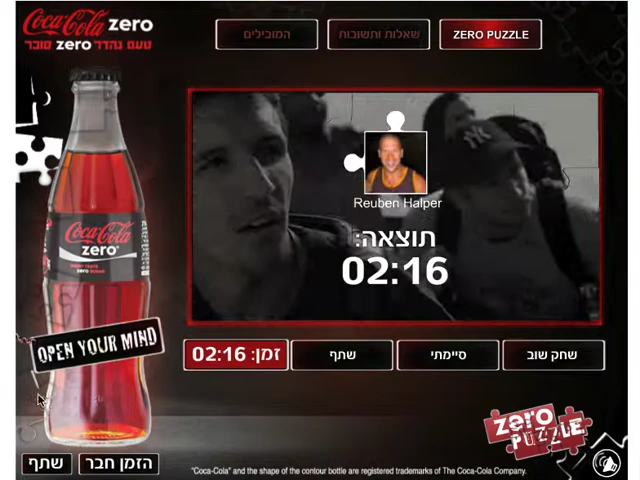 Coca-Cola zero
טעם נהדר zero סוכר
המובילים
שאלות ותשובות
ZERO PUZZLE
Reuben Halper
תוצאה:
02:16
Coca-Cola
zero
OPEN YOUR MIND
זמן: 02:16
שתף
סיימתי
שחק שוב
zero
PUZZLE
שתף
הזמן חבר
"Coca-Cola" and the shape of the contour bottle are registered trademarks of The Coca-Cola Company.